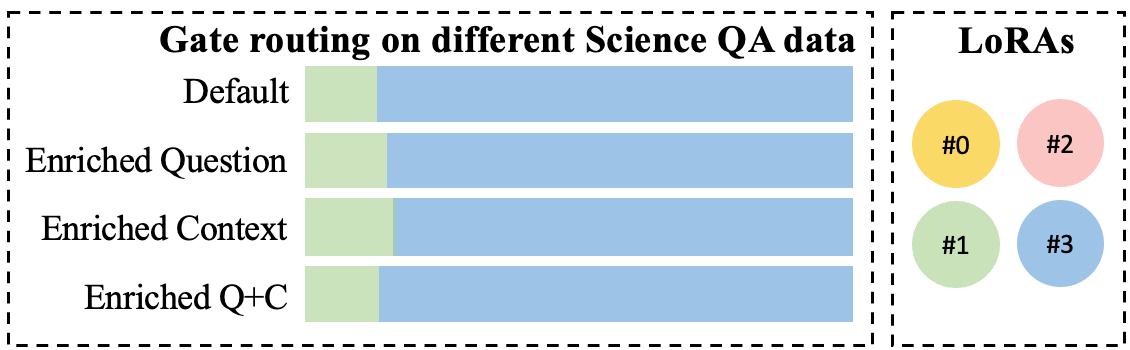 Gate routing on different Science QA data
Default
Enriched Question
Enriched Context
Enriched Q+C
LoRAs
#0
#2
#1
#3